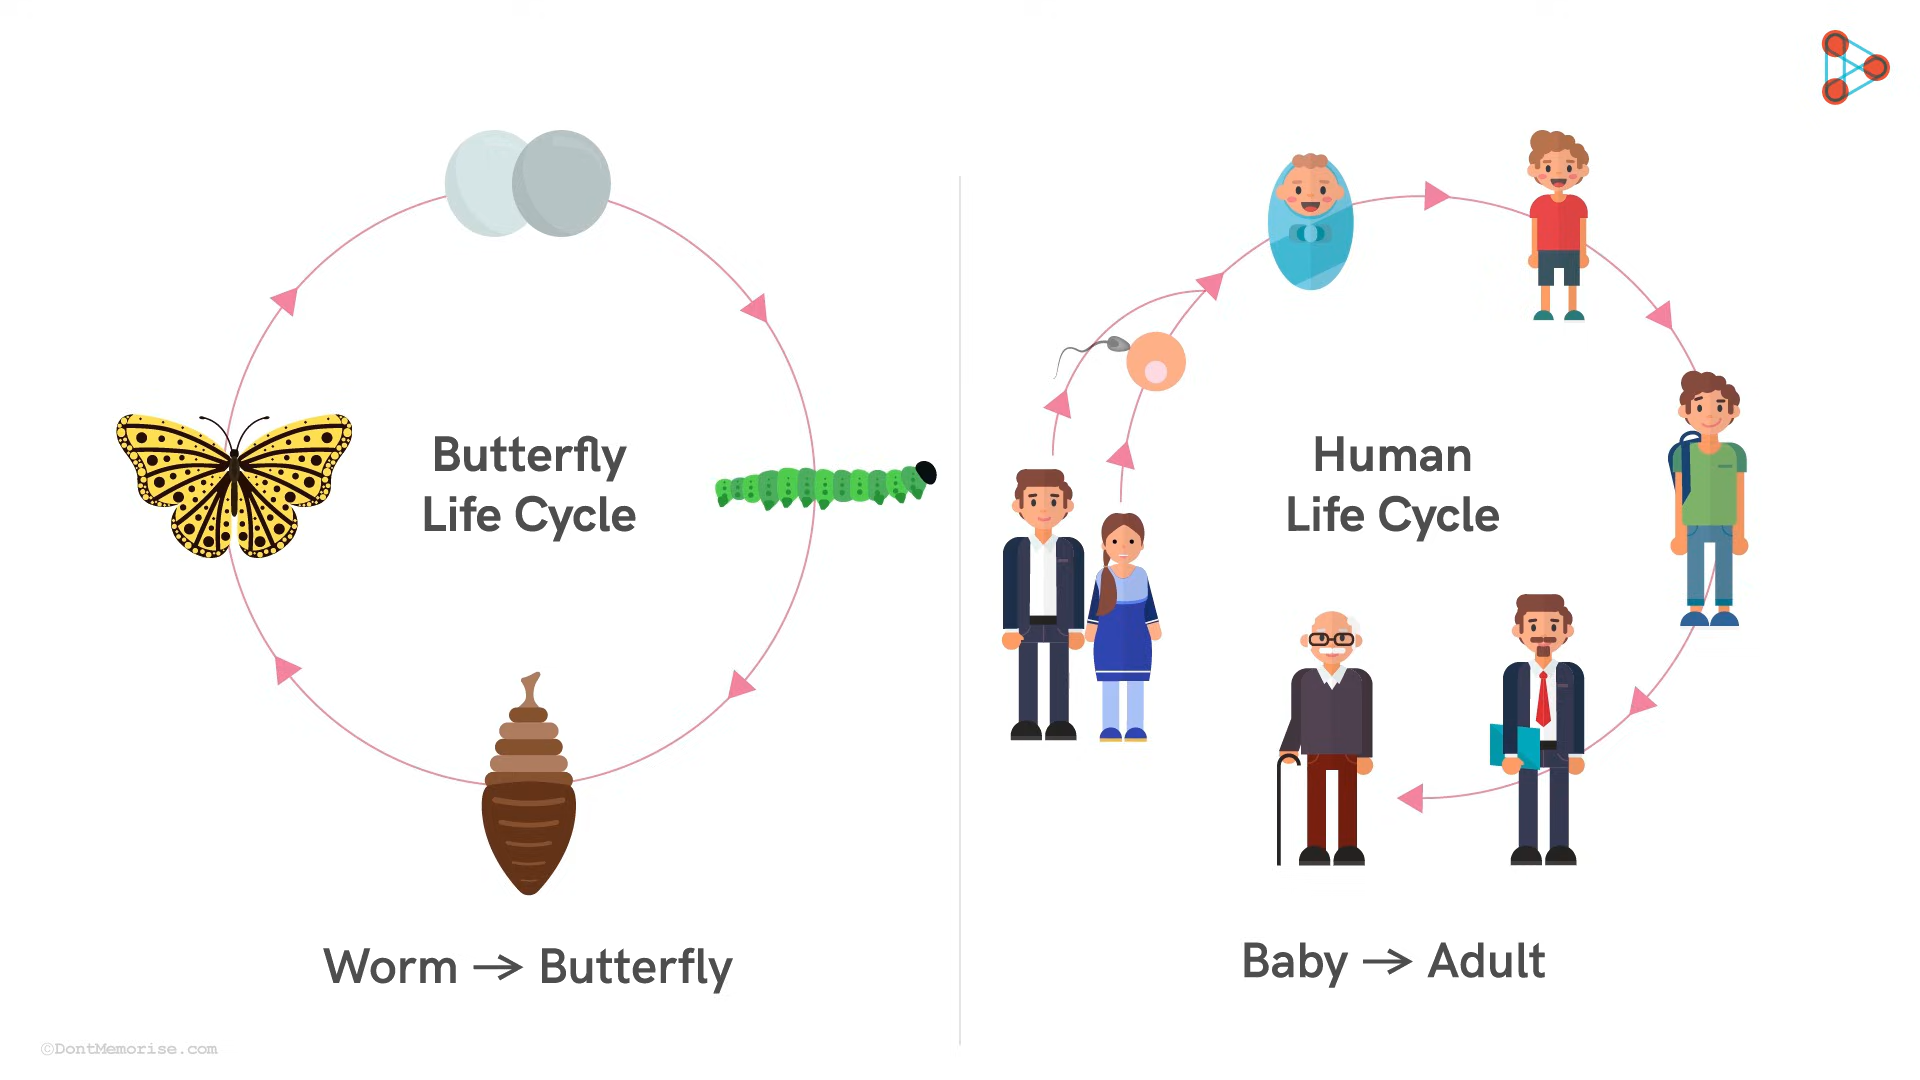 Butterfly
Life Cycle
Worm → Butterfly
Human
Life Cycle
Baby → Adult
©DontMemorise.com